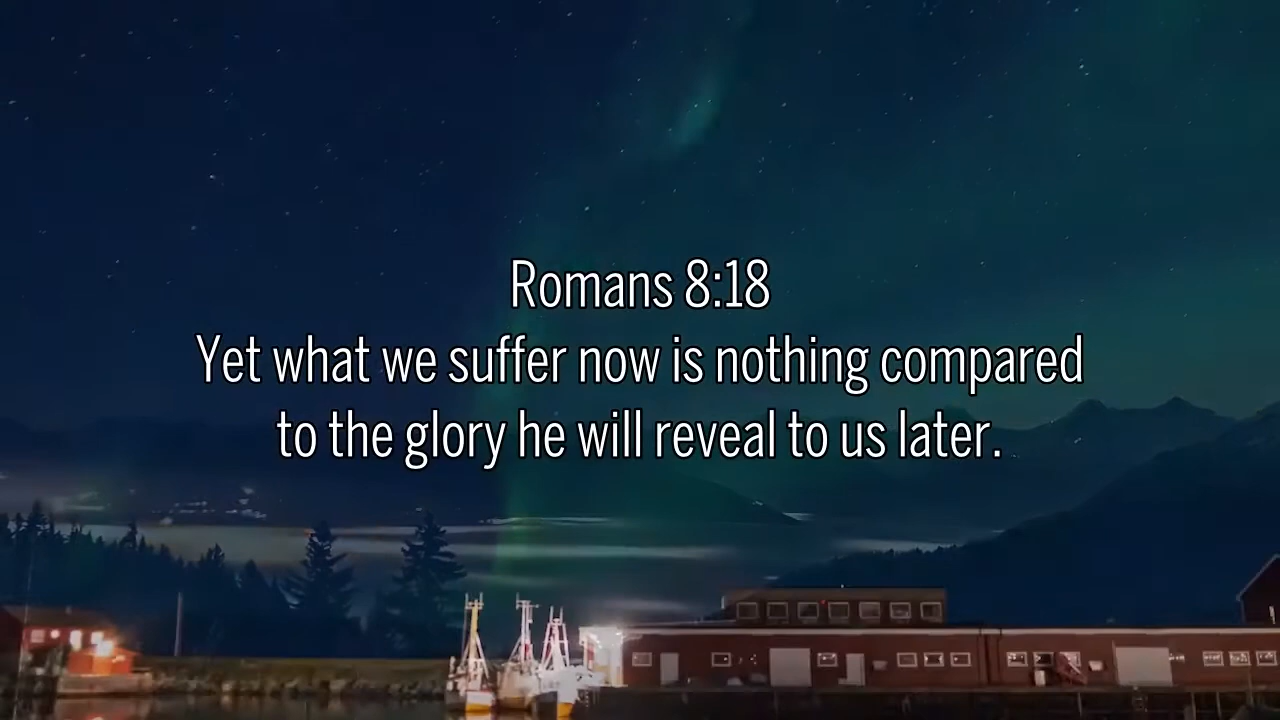 Romans 8:18
Yet what we suffer now is nothing compared
to the glory he will reveal to us later.